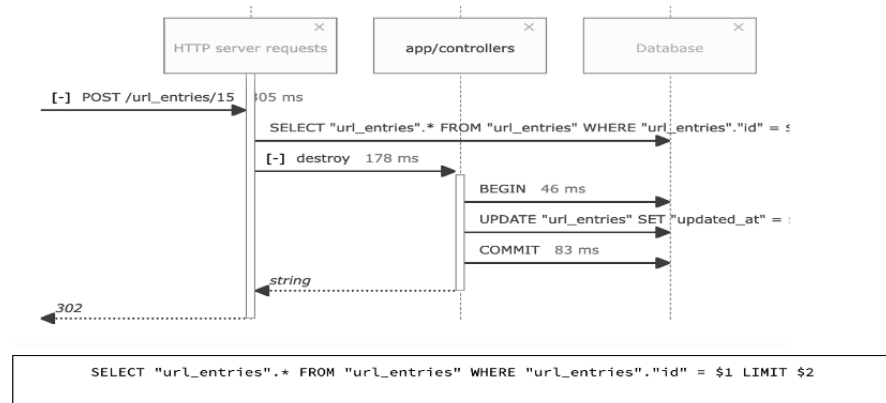 HTTP server requests
app/controllers
Database
[-] POST /url_entries/15 305 ms
SELECT "url_entries".* FROM "url_entries" WHERE "url_entries"."id" =
[-] destroy 178 ms
BEGIN 46 ms
UPDATE "url_entries" SET "updated_at" =
COMMIT 83 ms
string
302
SELECT "url_entries".* FROM "url_entries" WHERE "url_entries"."id" = $1 LIMIT $2